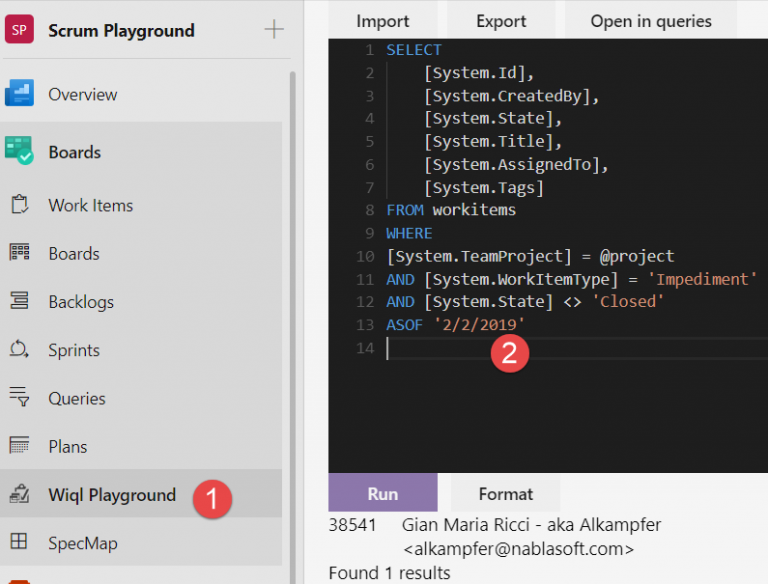 SP Scrum Playground
Overview
Boards
Work Items
Boards
Backlogs
Sprints
Queries
Plans
Wiql Playground 1
SpecMap
Import Export Open in queries
1 SELECT
2 [System.Id],
3 [System.CreatedBy],
4 [System.State],
5 [System.Title],
6 [System.AssignedTo],
7 [System.Tags]
8 FROM workitems
9 WHERE
10 [System.TeamProject] = @project
11 AND [System.WorkItemType] = 'Impediment'
12 AND [System.State] <> 'Closed'
13 ASOF '2/2/2019'
14
2
Run Format
38541 Gian Maria Ricci - aka Alkampfer
<alkampfer@nablasoft.com>
Found 1 results